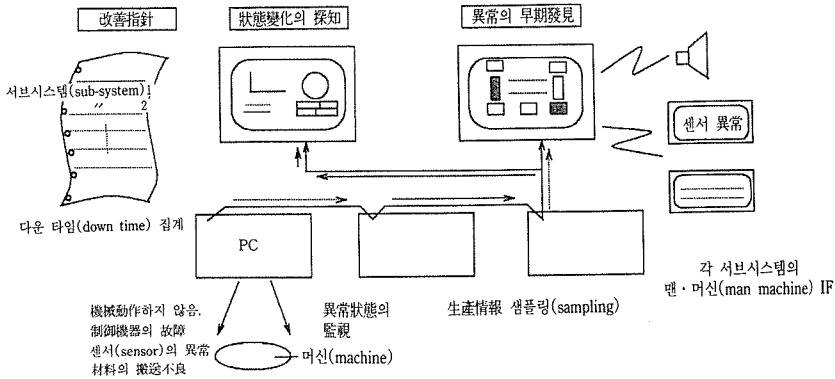 改善指針
狀態變化의 探知
異常의 早期發見
서브시스템(sub-system) 1
〃 2
센서 異常
다운 타임(down time) 집계
PC
각 서브시스템의
맨·머신(man machine) IF
機械動作하지 않음.
制御機器의 故障
센서(sensor)의 異常
材料의 搬送不良
異常狀態의
監視
머신(machine)
生産情報 샘플링(sampling)